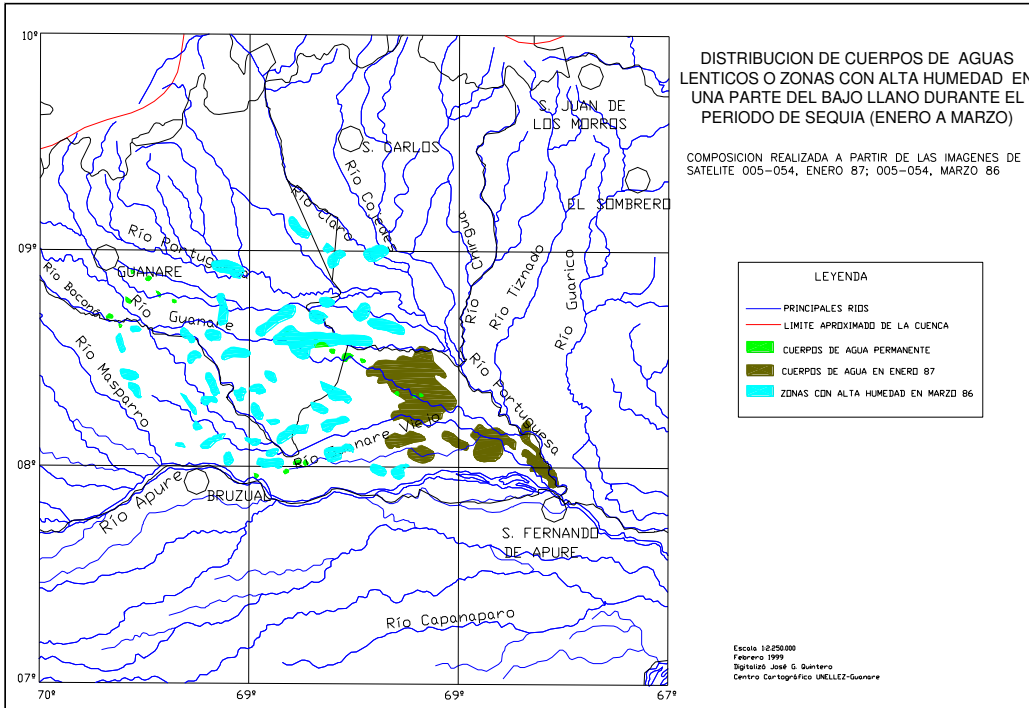 DISTRIBUCION DE CUERPOS DE AGUAS
LENTICOS O ZONAS CON ALTA HUMEDAD EN
UNA PARTE DEL BAJO LLANO DURANTE EL
PERIODO DE SEQUIA (ENERO A MARZO)
COMPOSICION REALIZADA A PARTIR DE LAS IMAGENES DE
SATELITE 005-054, ENERO 87; 005-054, MARZO 86
LEYENDA
PRINCIPALES RIOS
LIMITE APROXIMADO DE LA CUENCA
CUERPOS DE AGUA PERMANENTE
CUERPOS DE AGUA EN ENERO 87
ZONAS CON ALTA HUMEDAD EN MARZO 86
Escala 1:2.250.000
Febrero 1999
Digitalizó José G. Quintero
Centro Cartográfico UNELLEZ-Guanare
10º
09º
08º
07º
70º
69º
69º
67º
S. JUAN DE
LOS MORROS
S. CARLOS
EL SOMBRERO
GUANARE
BRUZUAL
S. FERNANDO
DE APURE
Río Cojedes
Río Claro
Río Portuguesa
Río Boconó
Río Guanare
Río Masparro
Río Chirgua
Río Tiznado
Río Guarico
Río Portuguesa
Río Guanare Viejo
Río Apure
Río Capanaparo